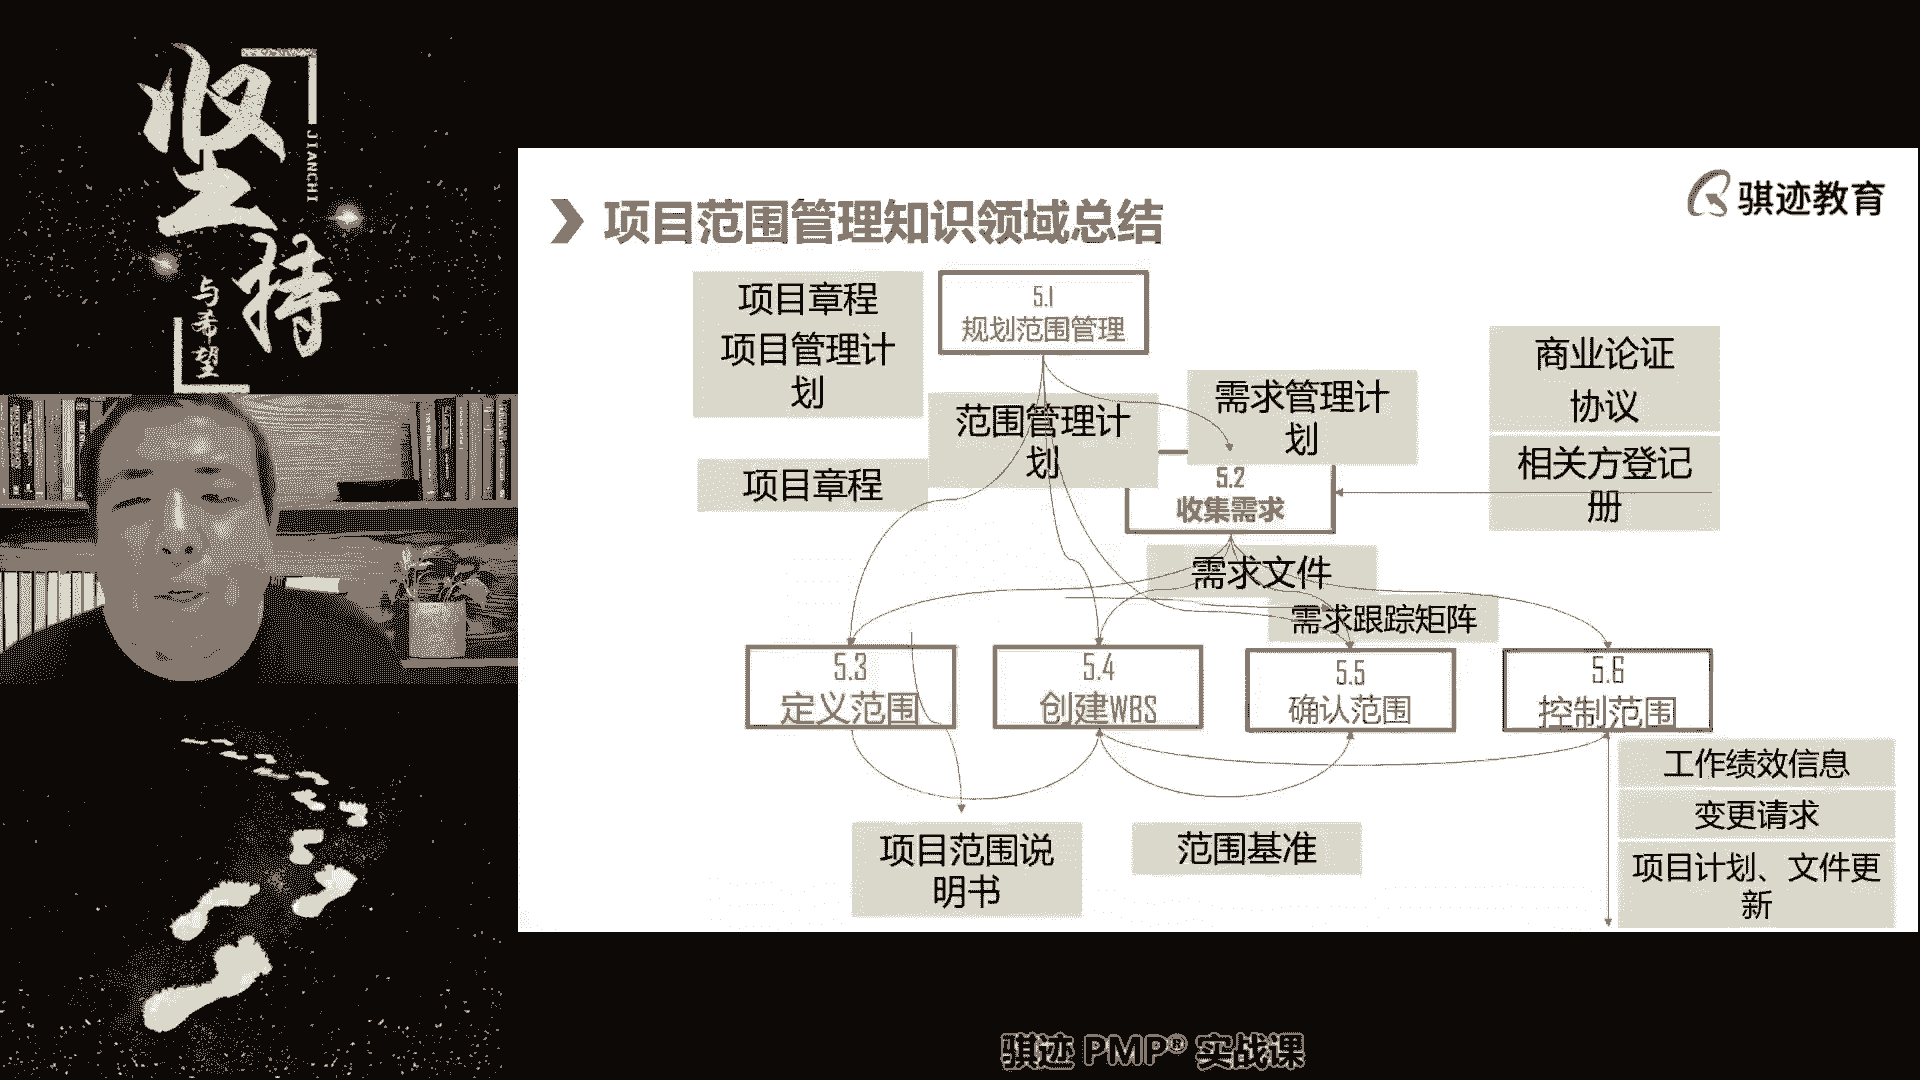 坚
持
JIANCHI
与希望
骐迹教育
项目范围管理知识领域总结
项目章程
项目管理计
划
5.1
规划范围管理
范围管理计
划
需求管理计
划
商业论证
协议
相关方登记
册
项目章程
5.2
收集需求
需求文件
需求跟踪矩阵
5.3
定义范围
5.4
创建WBS
5.5
确认范围
5.6
控制范围
工作绩效信息
变更请求
项目计划、文件更
新
项目范围说
明书
范围基准
骐迹 PMP® 实战课